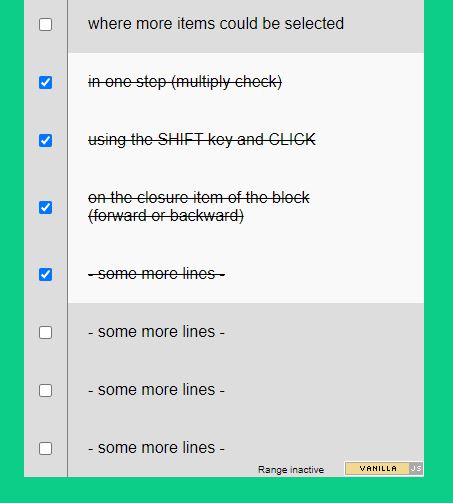 where more items could be selected
in one step (multiply check)
using the SHIFT key and CLICK
on the closure item of the block
(forward or backward)
- some more lines -
- some more lines -
- some more lines -
- some more lines -
Range inactive
VANILLA JS